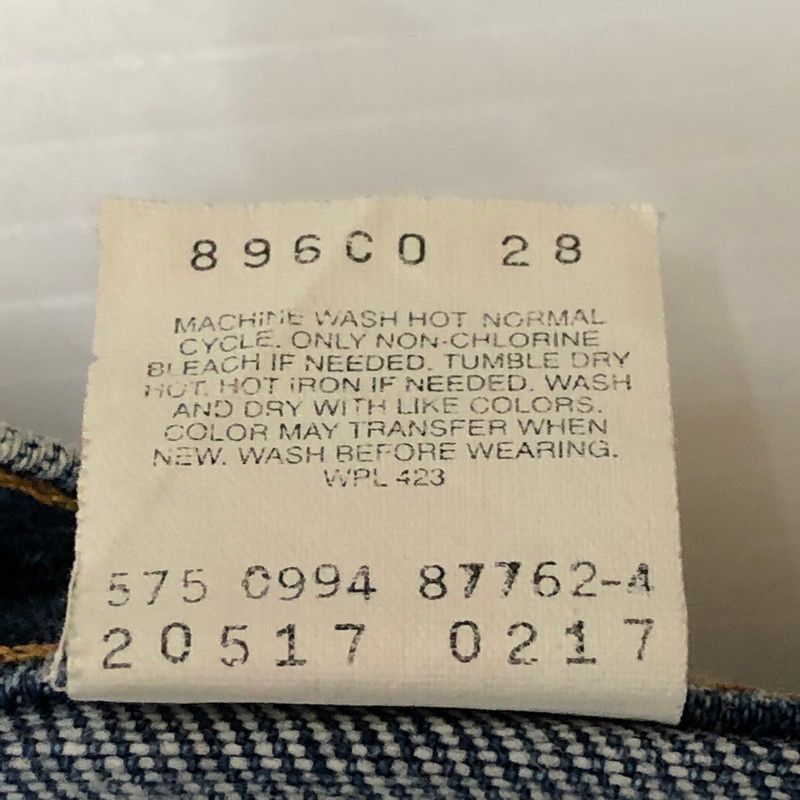 896C0 28
MACHINE WASH HOT NORMAL
CYCLE. ONLY NON-CHLORINE
BLEACH IF NEEDED. TUMBLE DRY
HOT. HOT IRON IF NEEDED. WASH
AND DRY WITH LIKE COLORS.
COLOR MAY TRANSFER WHEN
NEW. WASH BEFORE WEARING.
WPL 423
575 0994 87762-4
20517 0217